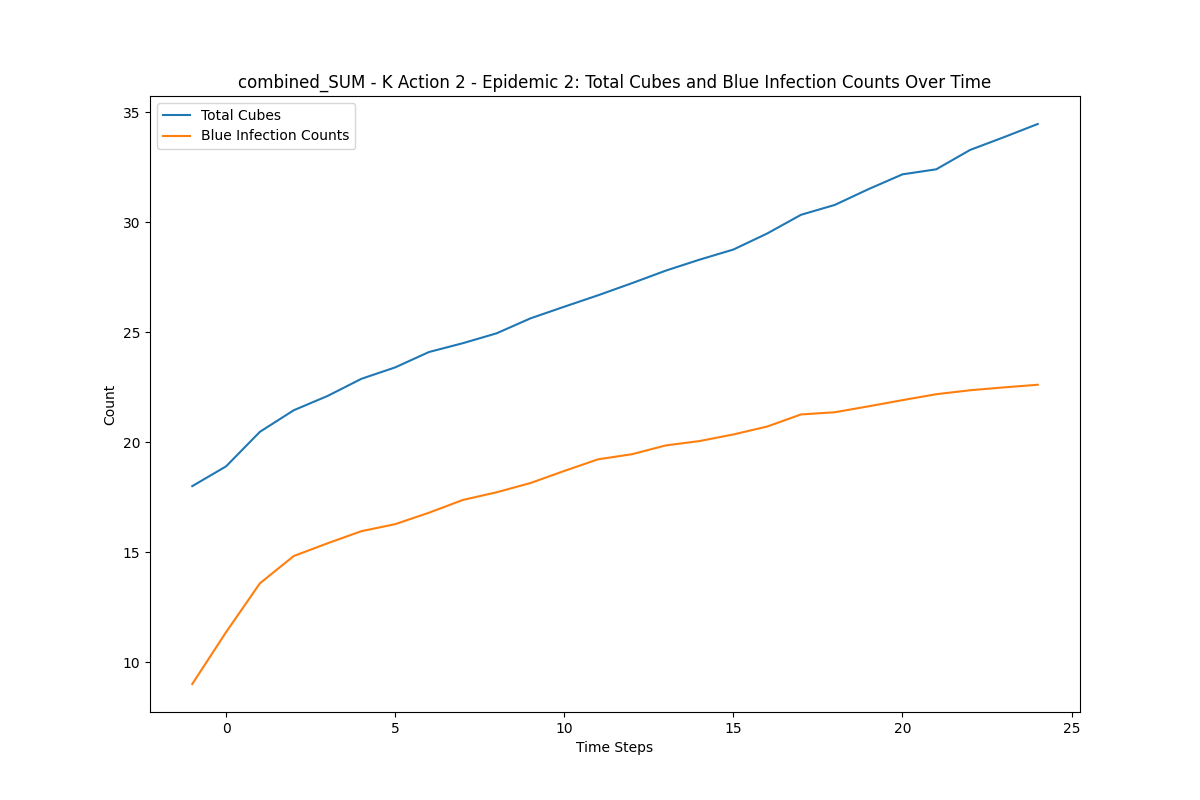 combined_SUM - K Action 2 - Epidemic 2: Total Cubes and Blue Infection Counts Over Time
Total Cubes
Blue Infection Counts
35
30
25
20
15
10
Count
0 5 10 15 20 25
Time Steps